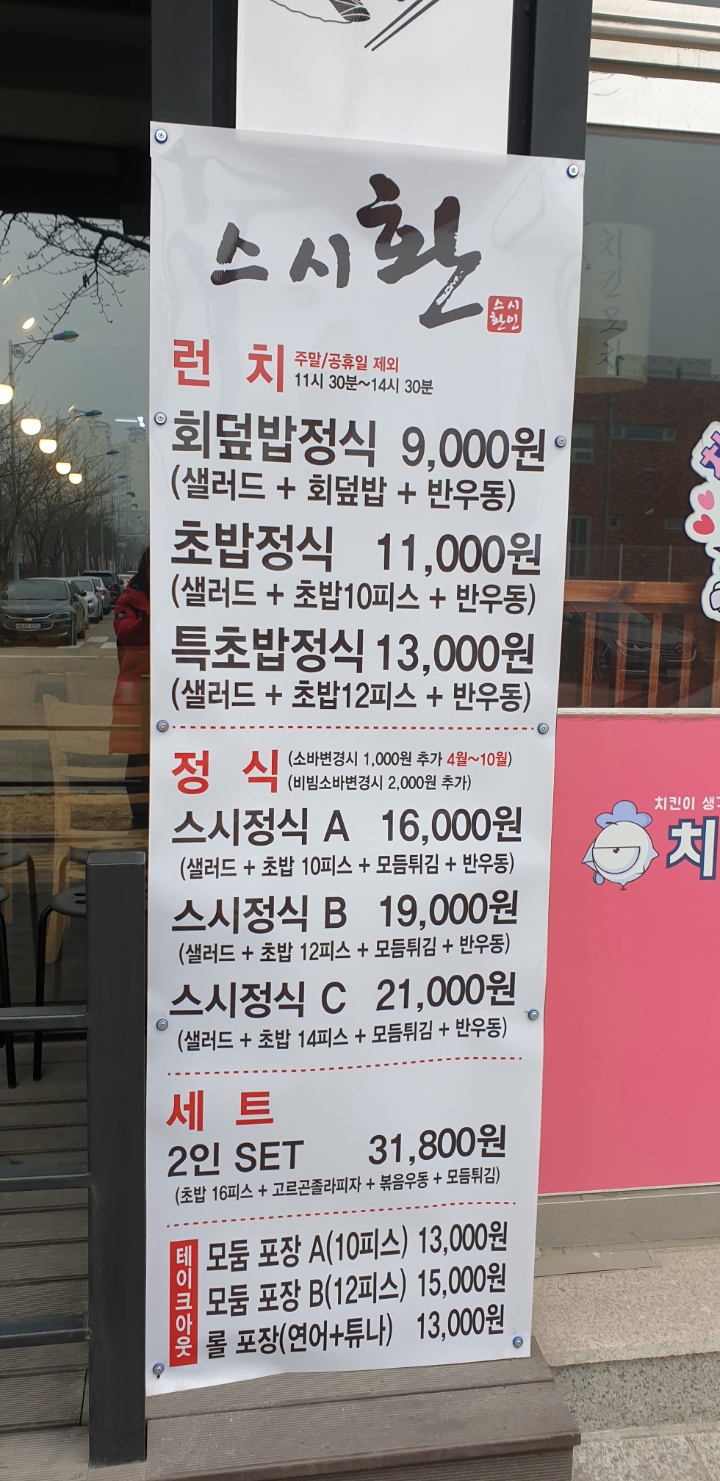 스시환
스시
환인
런 치 주말/공휴일 제외
11시 30분~14시 30분
회덮밥정식 9,000원
(샐러드 + 회덮밥 + 반우동)
초밥정식 11,000원
(샐러드 + 초밥10피스 + 반우동)
특초밥정식 13,000원
(샐러드 + 초밥12피스 + 반우동)
정 식 (소바변경시 1,000원 추가 4월~10월)
(비빔소바변경시 2,000원 추가)
스시정식 A 16,000원
(샐러드 + 초밥 10피스 + 모듬튀김 + 반우동)
스시정식 B 19,000원
(샐러드 + 초밥 12피스 + 모듬튀김 + 반우동)
스시정식 C 21,000원
(샐러드 + 초밥 14피스 + 모듬튀김 + 반우동)
세 트
2인 SET 31,800원
(초밥 16피스 + 고르곤졸라피자 + 볶음우동 + 모듬튀김)
테이크아웃
모둠 포장 A(10피스) 13,000원
모둠 포장 B(12피스) 15,000원
롤 포장(연어+튜나) 13,000원
치킨이 생
치